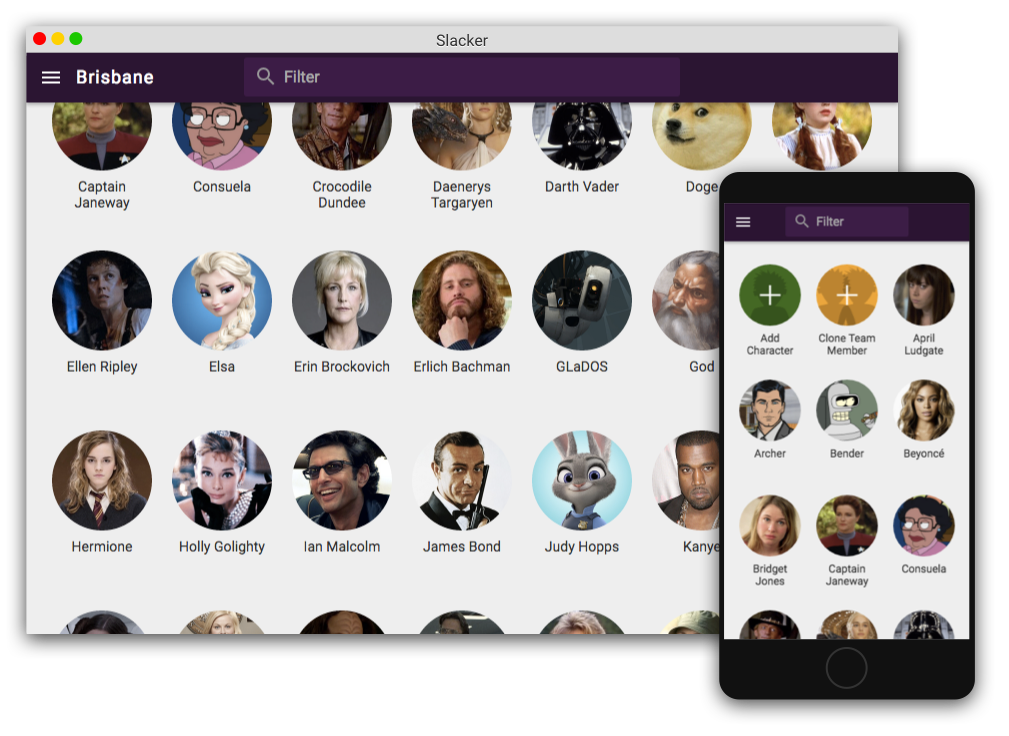 Slacker
Brisbane
Filter
Captain
Janeway
Consuela
Crocodile
Dundee
Daenerys
Targaryen
Darth Vader
Doge
Ellen Ripley
Elsa
Erin Brockovich
Erlich Bachman
GLaDOS
God
Hermione
Holly Golighty
Ian Malcolm
James Bond
Judy Hopps
Kanye
Filter
Add
Character
Clone Team
Member
April
Ludgate
Archer
Bender
Beyoncé
Bridget
Jones
Captain
Janeway
Consuela